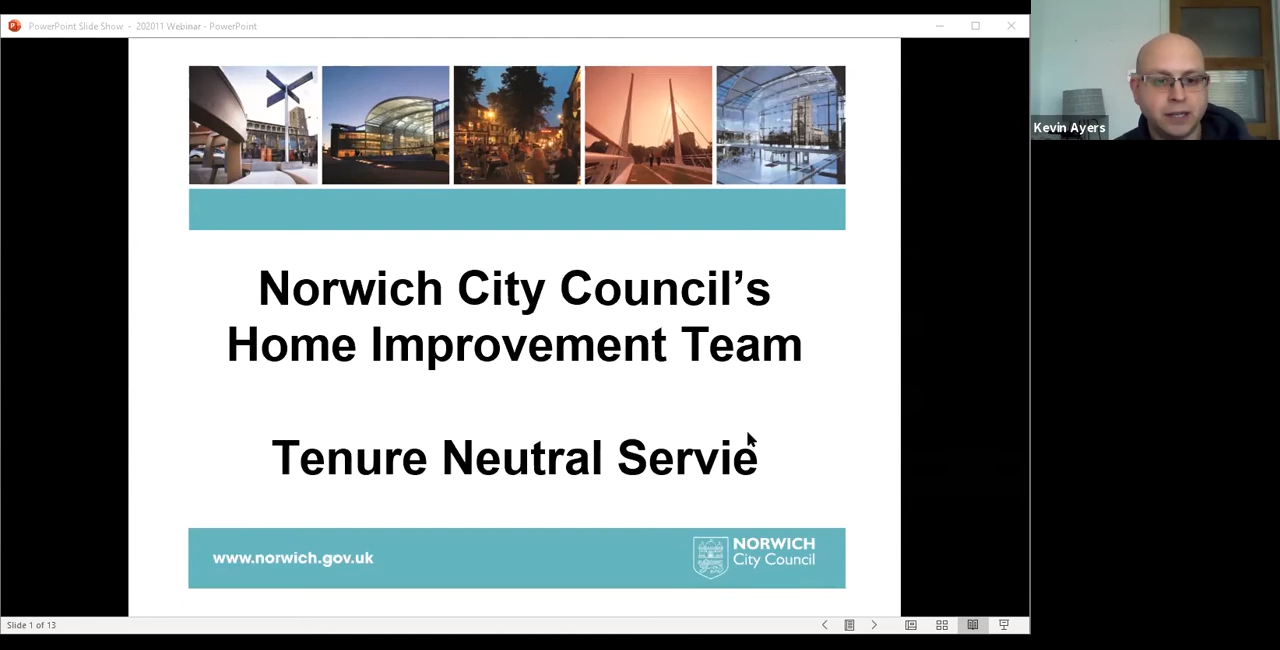 PowerPoint Slide Show - 202011 Webinar - PowerPoint
Kevin Ayers
Norwich City Council’s
Home Improvement Team
Tenure Neutral Servie
www.norwich.gov.uk
NORWICH
City Council
Slide 1 of 13